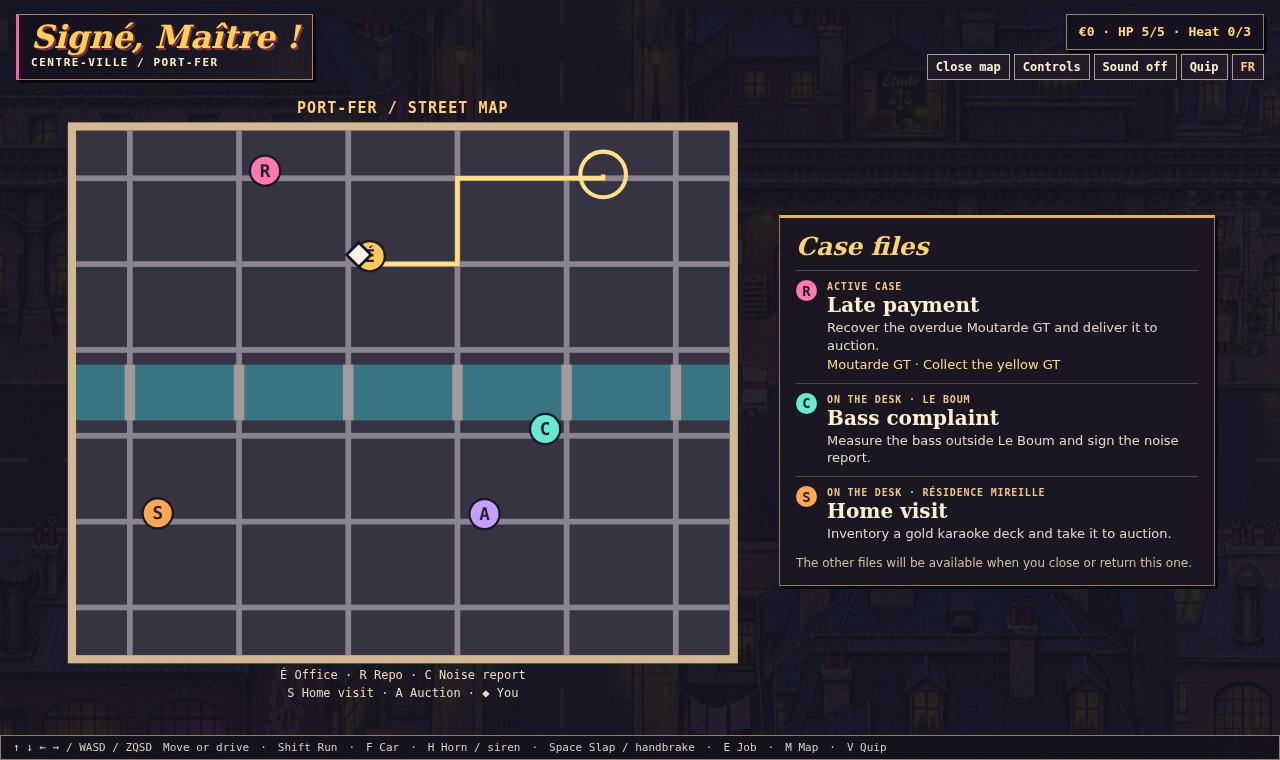 Signé, Maître !
CENTRE-VILLE / PORT-FER
€0 · HP 5/5 · Heat 0/3
Close map
Controls
Sound off
Quip
FR
Étude
PORT-FER / STREET MAP
R
É
C
S
A
É Office · R Repo · C Noise report
S Home visit · A Auction · ◆ You
Case files
R
ACTIVE CASE
Late payment
Recover the overdue Moutarde GT and deliver it to
auction.
Moutarde GT · Collect the yellow GT
C
ON THE DESK · LE BOUM
Bass complaint
Measure the bass outside Le Boum and sign the noise
report.
S
ON THE DESK · RÉSIDENCE MIREILLE
Home visit
Inventory a gold karaoke deck and take it to auction.
The other files will be available when you close or return this one.
↑ ↓ ← → / WASD / ZQSD Move or drive · Shift Run · F Car · H Horn / siren · Space Slap / handbrake · E Job · M Map · V Quip